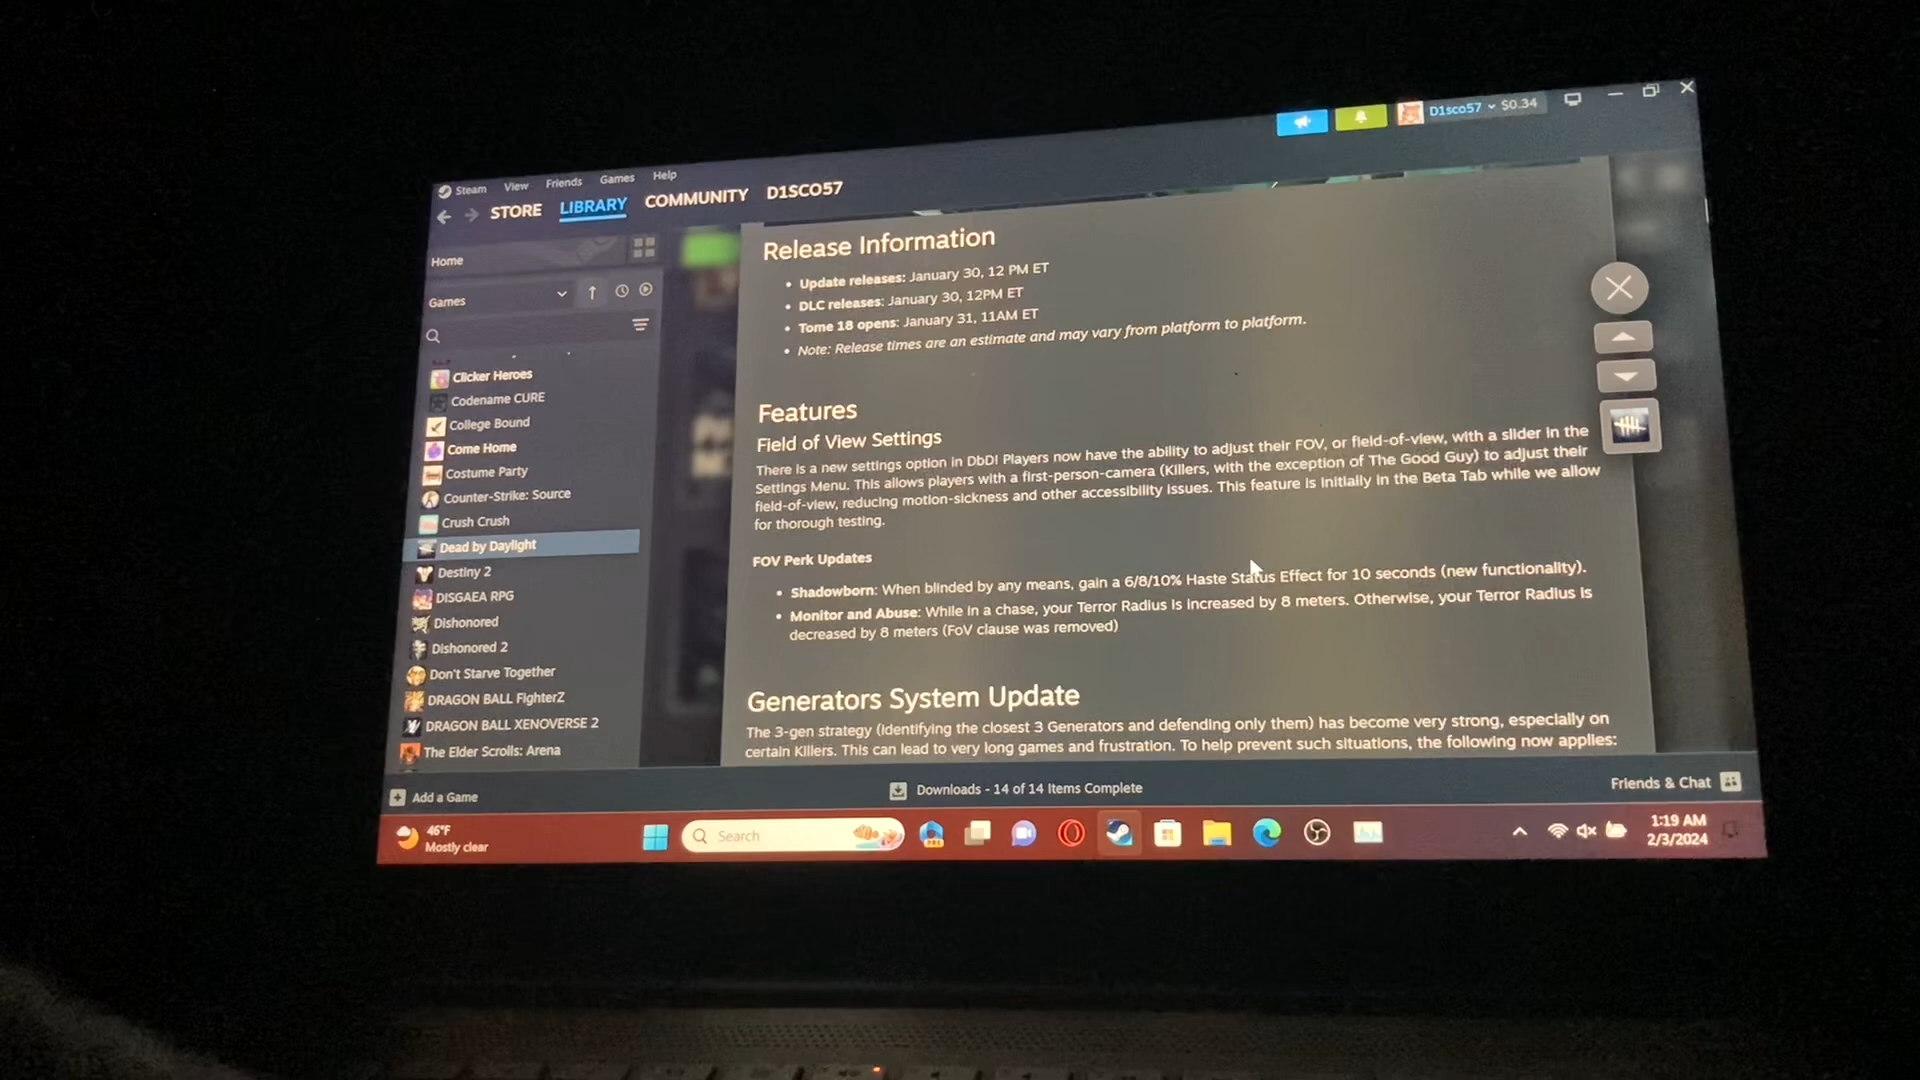 D1sco57 $0.34
Steam View Friends Games Help
STORE LIBRARY COMMUNITY D1SCO57
Home
Games
Clicker Heroes
Codename CURE
College Bound
Come Home
Costume Party
Counter-Strike: Source
Crush Crush
Dead by Daylight
Destiny 2
DISGAEA RPG
Dishonored
Dishonored 2
Don't Starve Together
DRAGON BALL FighterZ
DRAGON BALL XENOVERSE 2
The Elder Scrolls: Arena
Release Information
• Update releases: January 30, 12 PM ET
• DLC releases: January 30, 12PM ET
• Tome 18 opens: January 31, 11AM ET
• Note: Release times are an estimate and may vary from platform to platform.
Features
Field of View Settings
There is a new settings option in DbD! Players now have the ability to adjust their FOV, or field-of-view, with a slider in the
Settings Menu. This allows players with a first-person-camera (Killers, with the exception of The Good Guy) to adjust their
field-of-view, reducing motion-sickness and other accessibility issues. This feature is initially in the Beta Tab while we allow
for thorough testing.
FOV Perk Updates
• Shadowborn: When blinded by any means, gain a 6/8/10% Haste Status Effect for 10 seconds (new functionality).
• Monitor and Abuse: While in a chase, your Terror Radius is increased by 8 meters. Otherwise, your Terror Radius is
decreased by 8 meters (FoV clause was removed)
Generators System Update
The 3-gen strategy (identifying the closest 3 Generators and defending only them) has become very strong, especially on
certain Killers. This can lead to very long games and frustration. To help prevent such situations, the following now applies:
Add a Game
Downloads - 14 of 14 Items Complete
Friends & Chat
46°F
Mostly clear
Search
1:19 AM
2/3/2024